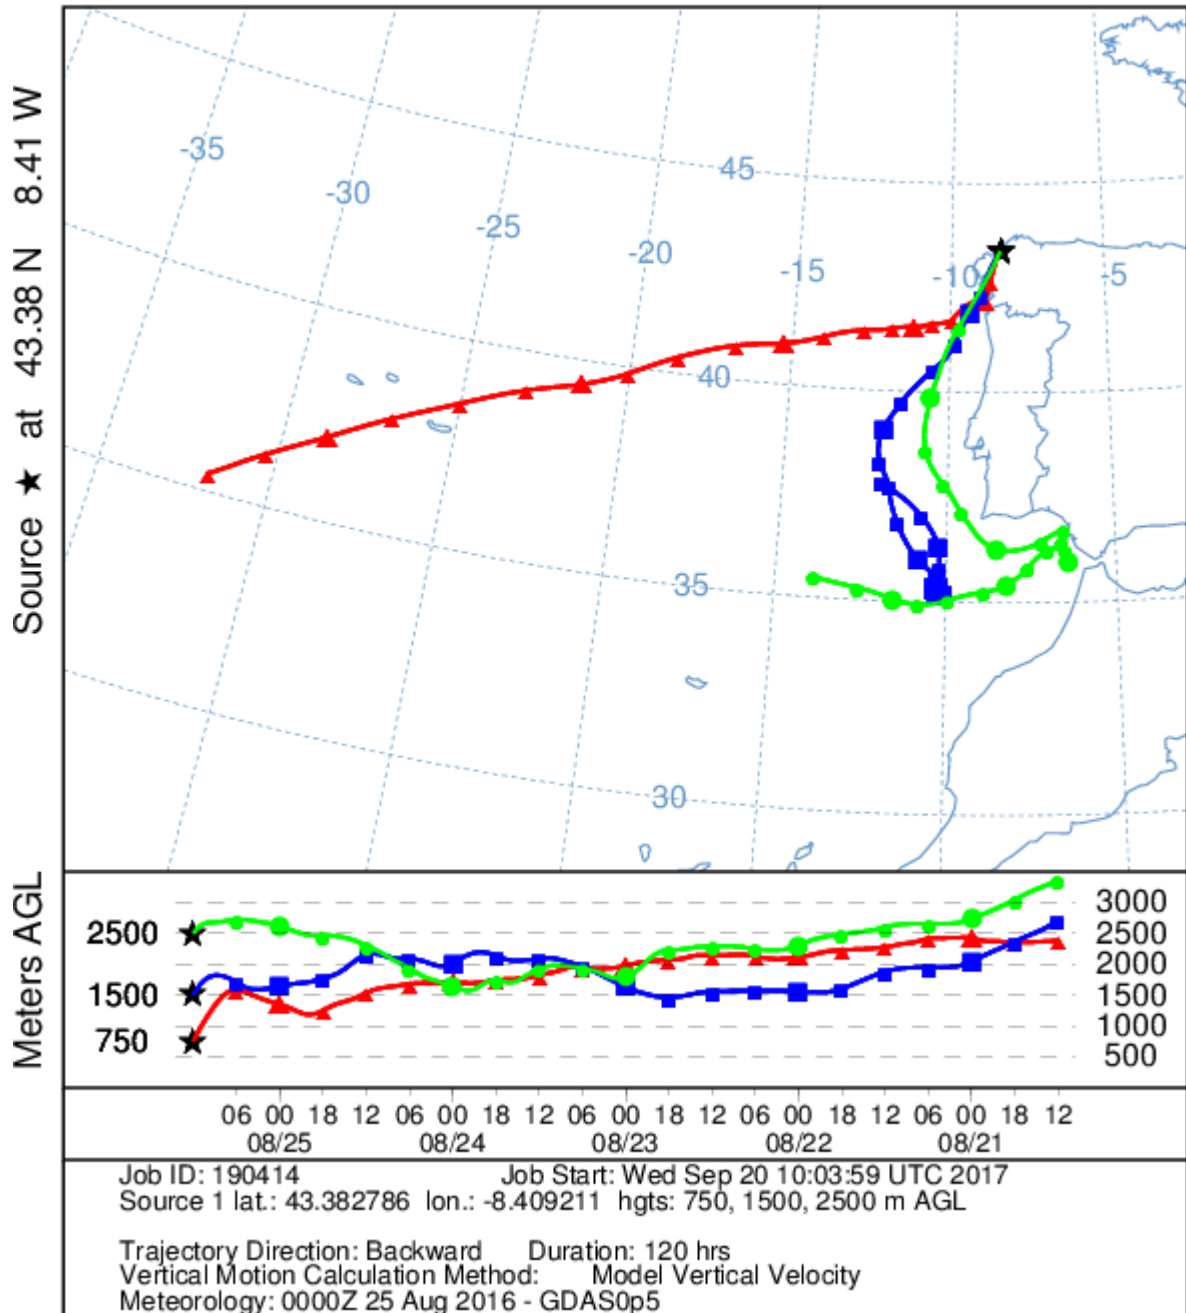 Source ★ at 43.38 N 8.41 W
45
-35
-30
-25
-20
-15
-10
-5
40
35
30
Meters AGL
2500
1500
750
3000
2500
2000
1500
1000
500
06 00 18 12 06 00 18 12 06 00 18 12 06 00 18 12 06 00 18 12
08/25 08/24 08/23 08/22 08/21
Job ID: 190414 Job Start: Wed Sep 20 10:03:59 UTC 2017
Source 1 lat.: 43.382786 lon.: -8.409211 hgts: 750, 1500, 2500 m AGL
Trajectory Direction: Backward Duration: 120 hrs
Vertical Motion Calculation Method: Model Vertical Velocity
Meteorology: 0000Z 25 Aug 2016 - GDAS0p5